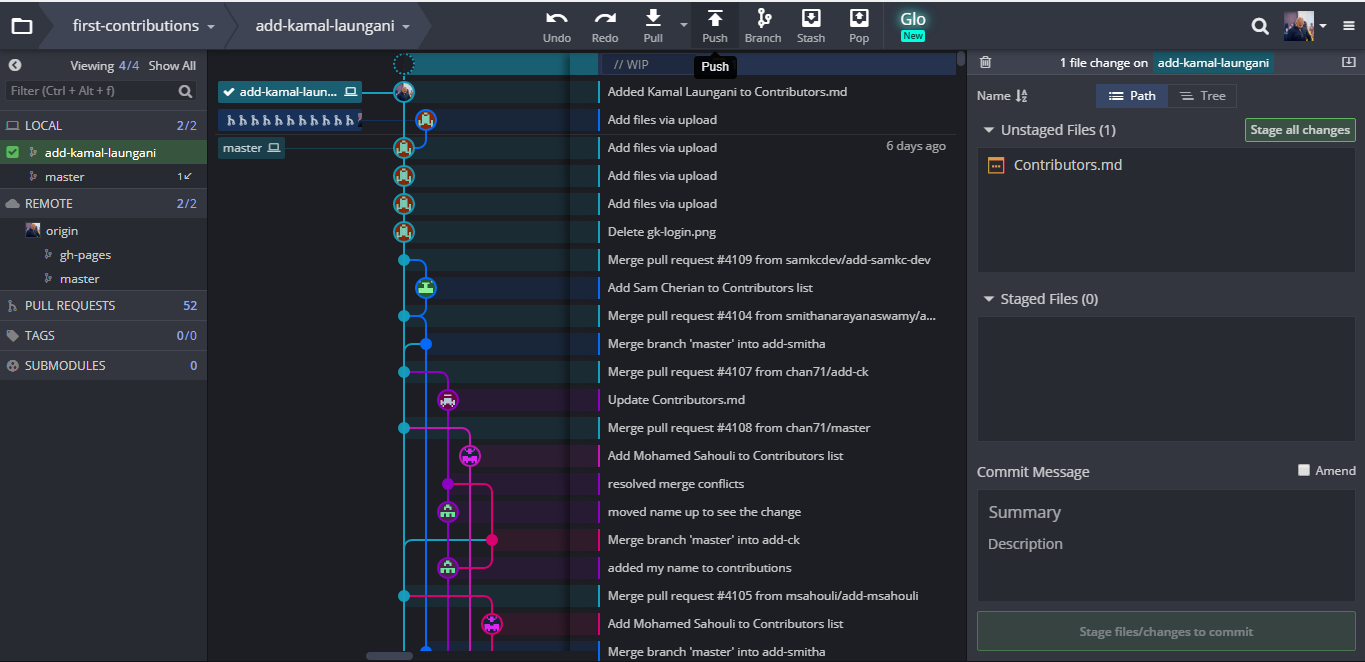 first-contributions
add-kamal-laungani
Undo
Redo
Pull
Push
Branch
Stash
Pop
Glo
New
Viewing 4/4 Show All
Filter (Ctrl + Alt + f)
LOCAL 2/2
add-kamal-laungani
master 1
REMOTE 2/2
origin
gh-pages
master
PULL REQUESTS 52
TAGS 0/0
SUBMODULES 0
// WIP
Push
add-kamal-laun...
Added Kamal Laungani to Contributors.md
Add files via upload
master
Add files via upload
6 days ago
Add files via upload
Add files via upload
Delete gk-login.png
Merge pull request #4109 from samkcdev/add-samkc-dev
Add Sam Cherian to Contributors list
Merge pull request #4104 from smithanarayanaswamy/a...
Merge branch 'master' into add-smitha
Merge pull request #4107 from chan71/add-ck
Update Contributors.md
Merge pull request #4108 from chan71/master
Add Mohamed Sahouli to Contributors list
resolved merge conflicts
moved name up to see the change
Merge branch 'master' into add-ck
added my name to contributions
Merge pull request #4105 from msahouli/add-msahouli
Add Mohamed Sahouli to Contributors list
Merge branch 'master' into add-smitha
1 file change on add-kamal-laungani
Name
Path
Tree
Unstaged Files (1)
Stage all changes
Contributors.md
Staged Files (0)
Commit Message
Amend
Summary
Description
Stage files/changes to commit